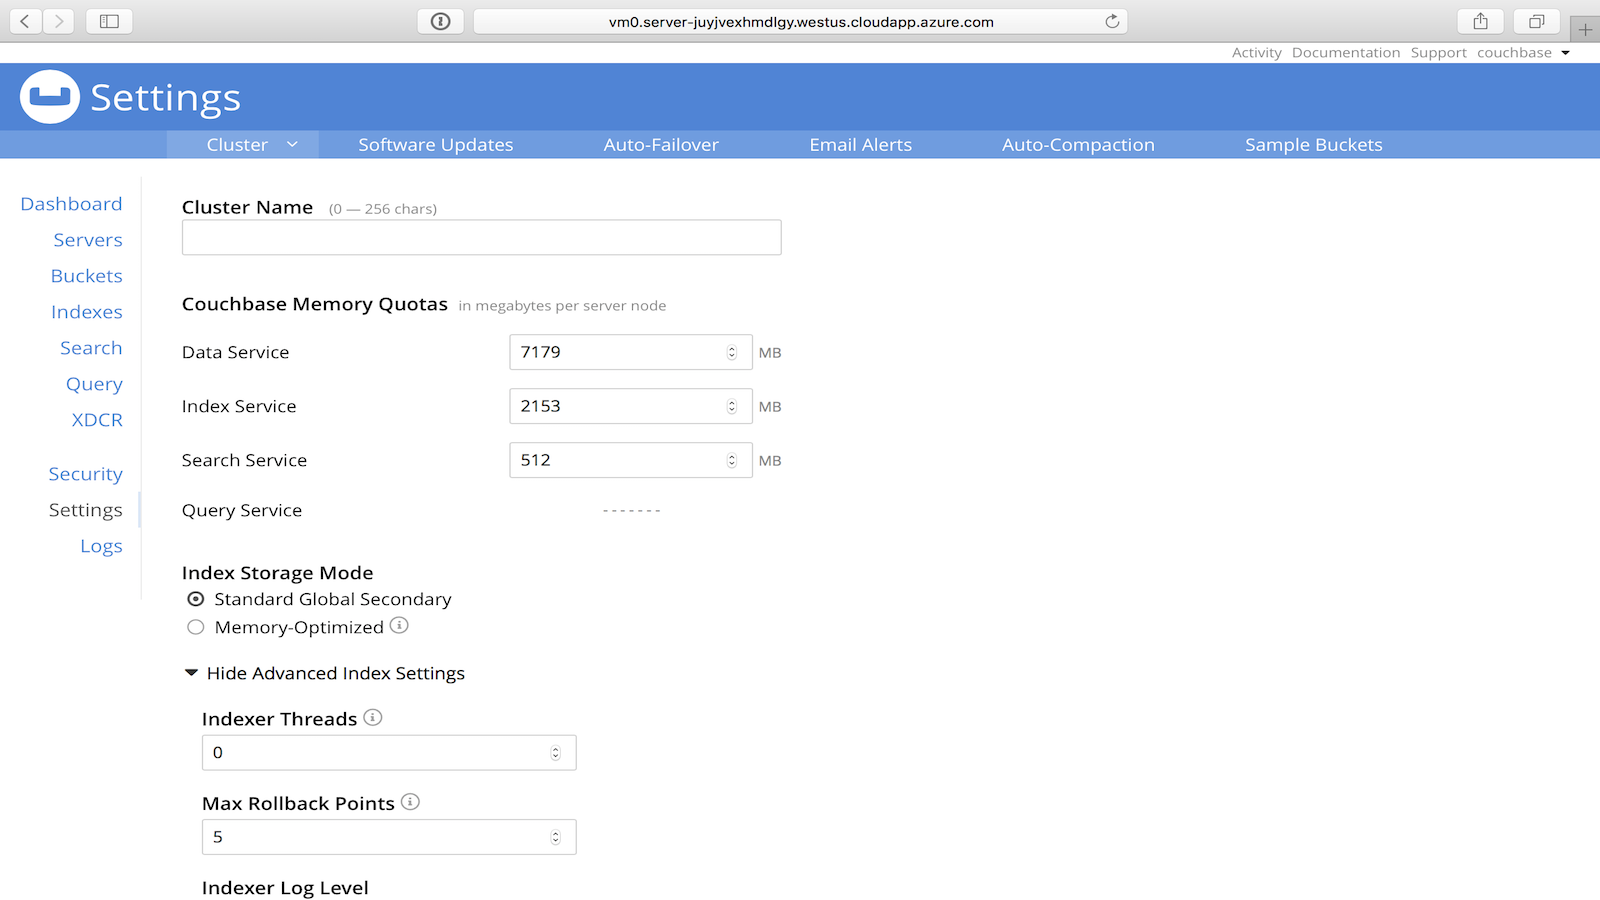 vm0.server-juyjvexhmdlgy.westus.cloudapp.azure.com
Activity Documentation Support couchbase
Settings
Cluster Software Updates Auto-Failover Email Alerts Auto-Compaction Sample Buckets
Dashboard
Servers
Buckets
Indexes
Search
Query
XDCR
Security
Settings
Logs
Cluster Name (0 — 256 chars)
Couchbase Memory Quotas in megabytes per server node
Data Service 7179 MB
Index Service 2153 MB
Search Service 512 MB
Query Service -------
Index Storage Mode
Standard Global Secondary
Memory-Optimized
Hide Advanced Index Settings
Indexer Threads
0
Max Rollback Points
5
Indexer Log Level